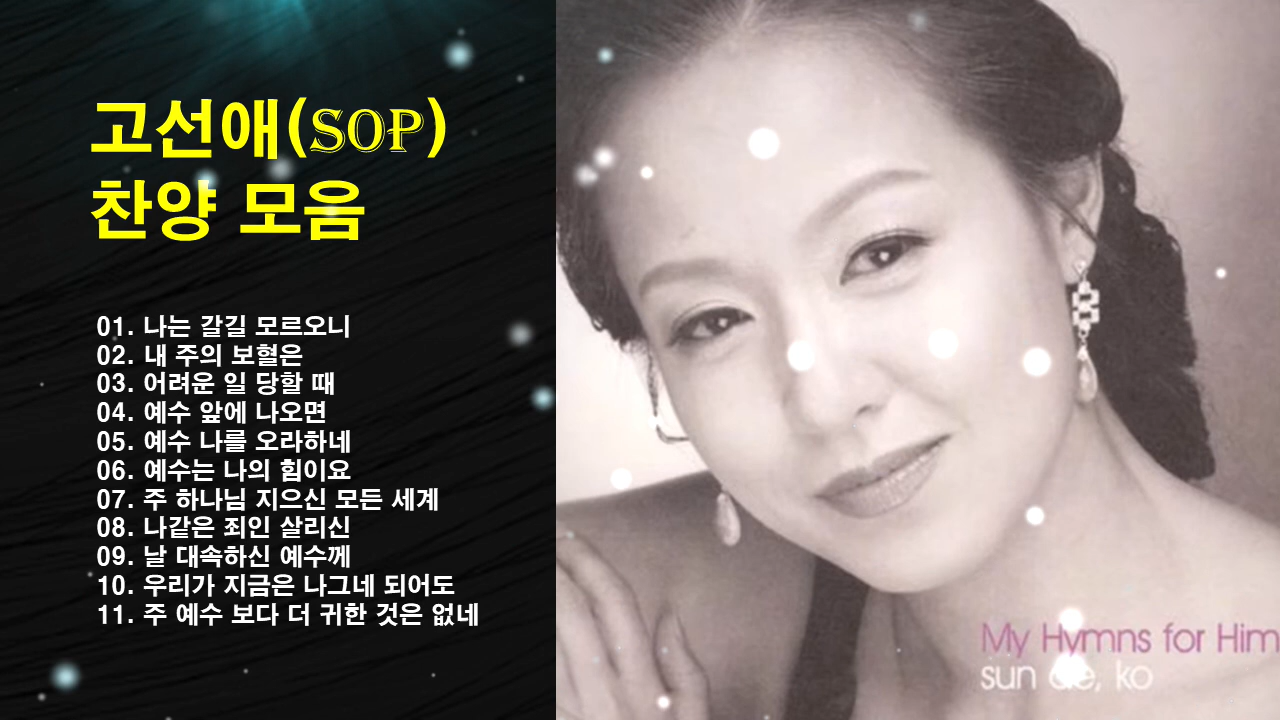 고선애(SOP)
찬양 모음
01. 나는 갈길 모르오니
02. 내 주의 보혈은
03. 어려운 일 당할 때
04. 예수 앞에 나오면
05. 예수 나를 오라하네
06. 예수는 나의 힘이요
07. 주 하나님 지으신 모든 세계
08. 나같은 죄인 살리신
09. 날 대속하신 예수께
10. 우리가 지금은 나그네 되어도
11. 주 예수 보다 더 귀한 것은 없네
My Hymns for Him
sun ko